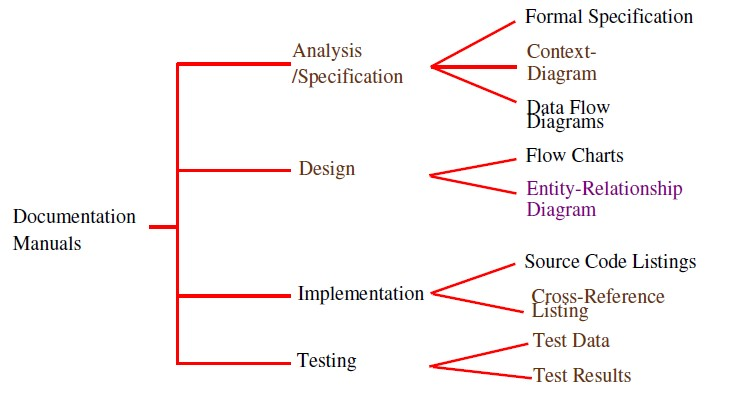 Formal Specification
Analysis
/Specification
Context-
Diagram
Data Flow
Diagrams
Flow Charts
Design
Entity-Relationship
Diagram
Documentation
Manuals
Source Code Listings
Implementation
Cross-Reference
Listing
Test Data
Testing
Test Results